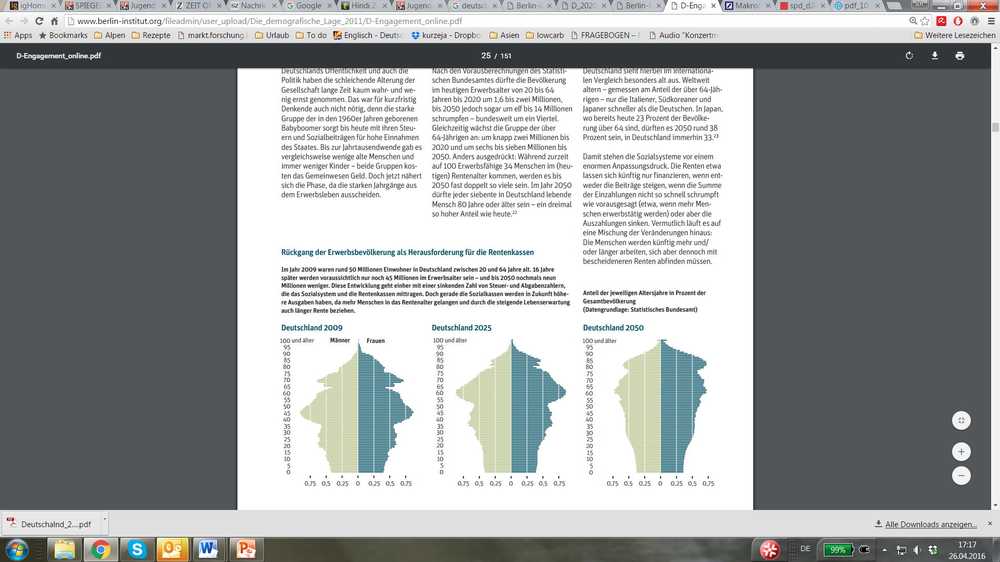 igHome
SPIEGEL
Jugend
ZEIT ON
Nachric
Google
Hindi Z
Jugend-
deutsch
Berlin-I
D_2020
Berlin-I
D-Enga
Makro
spd_d2
pdf_10.
Ich
www.berlin-institut.org/fileadmin/user_upload/Die_demografische_Lage_2011/D-Engagement_online.pdf
Apps
Bookmarks
Alpen
Rezepte
markt.forschung.
Urlaub
To do
Englisch - Deutsc
kurzeja - Dropbo
Asien
lowcarb
FRAGEBOGEN – F
Audio "Konzertm
Weitere Lesezeichen
D-Engagement_online.pdf
25 / 151
Deutschlands Öffentlichkeit und auch die
Politik haben die schleichende Alterung der
Gesellschaft lange Zeit kaum wahr- und we-
nig ernst genommen. Das war für kurzfristig
Denkende auch nicht nötig, denn die starke
Gruppe der in den 1960er Jahren geborenen
Babyboomer sorgt bis heute mit ihren Steu-
ern und Sozialbeiträgen für hohe Einnahmen
des Staates. Bis zur Jahrtausendwende gab es
vergleichsweise wenige alte Menschen und
immer weniger Kinder – beide Gruppen kos-
ten das Gemeinwesen Geld. Doch jetzt nähert
sich die Phase, da die starken Jahrgänge aus
dem Erwerbsleben ausscheiden.
Nach den Vorausberechnungen des Statisti-
schen Bundesamtes dürfte die Bevölkerung
im heutigen Erwerbsalter von 20 bis 64
Jahren bis 2020 um 1,6 bis zwei Millionen,
bis 2050 jedoch sogar um elf bis 14 Millionen
schrumpfen – bundesweit um ein Viertel.
Gleichzeitig wächst die Gruppe der über
64-Jährigen an: um knapp zwei Millionen bis
2020 und um sechs bis sieben Millionen bis
2050. Anders ausgedrückt: Während zurzeit
auf 100 Erwerbsfähige 34 Menschen im (heu-
tigen) Rentenalter kommen, werden es bis
2050 fast doppelt so viele sein. Im Jahr 2050
dürfte jeder siebente in Deutschland lebende
Mensch 80 Jahre oder älter sein – ein dreimal
so hoher Anteil wie heute.²²
Deutschland sieht hierbei im internationa-
len Vergleich besonders alt aus. Weltweit
altern – gemessen am Anteil der über 64-Jäh-
rigen – nur die Italiener, Südkoreaner und
Japaner schneller als die Deutschen. In Japan,
wo bereits heute 23 Prozent der Bevölke-
rung über 64 sind, dürften es 2050 rund 38
Prozent sein, in Deutschland immerhin 33.²³
Damit stehen die Sozialsysteme vor einem
enormen Anpassungsdruck. Die Renten etwa
lassen sich künftig nur finanzieren, wenn ent-
weder die Beiträge steigen, wenn die Summe
der Einzahlungen nicht so schnell schrumpft
wie vorausgesagt (etwa, wenn mehr Men-
schen erwerbstätig werden) oder aber die
Auszahlungen sinken. Vermutlich läuft es auf
eine Mischung der Veränderungen hinaus:
Die Menschen werden künftig mehr und/
oder länger arbeiten, sich aber dennoch mit
bescheideneren Renten abfinden müssen.
Rückgang der Erwerbsbevölkerung als Herausforderung für die Rentenkassen
Im Jahr 2009 waren rund 50 Millionen Einwohner in Deutschland zwischen 20 und 64 Jahre alt. 16 Jahre
später werden voraussichtlich nur noch 45 Millionen im Erwerbsalter sein – und bis 2050 nochmals neun
Millionen weniger. Diese Entwicklung geht einher mit einer sinkenden Zahl von Steuer- und Abgabenzahlern,
die das Sozialsystem und die Rentenkassen mittragen. Doch gerade die Sozialkassen werden in Zukunft höhe-
re Ausgaben haben, da mehr Menschen in das Rentenalter gelangen und durch die steigende Lebenserwartung
auch länger Rente beziehen.
Anteil der jeweiligen Altersjahre in Prozent der
Gesamtbevölkerung
(Datengrundlage: Statistisches Bundesamt)
Deutschland 2009
100 und älter Männer Frauen
95
90
85
80
75
70
65
60
55
50
45
40
35
30
25
20
15
10
5
0
0,75 0,5 0,25 0 0,25 0,5 0,75
Deutschland 2025
100 und älter
95
90
85
80
75
70
65
60
55
50
45
40
35
30
25
20
15
10
5
0
0,75 0,5 0,25 0 0,25 0,5 0,75
Deutschland 2050
100 und älter
95
90
85
80
75
70
65
60
55
50
45
40
35
30
25
20
15
10
5
0
0,75 0,5 0,25 0 0,25 0,5 0,75
Deutschalnd_2....pdf
Alle Downloads anzeigen...
DE
99%
17:17
26.04.2016